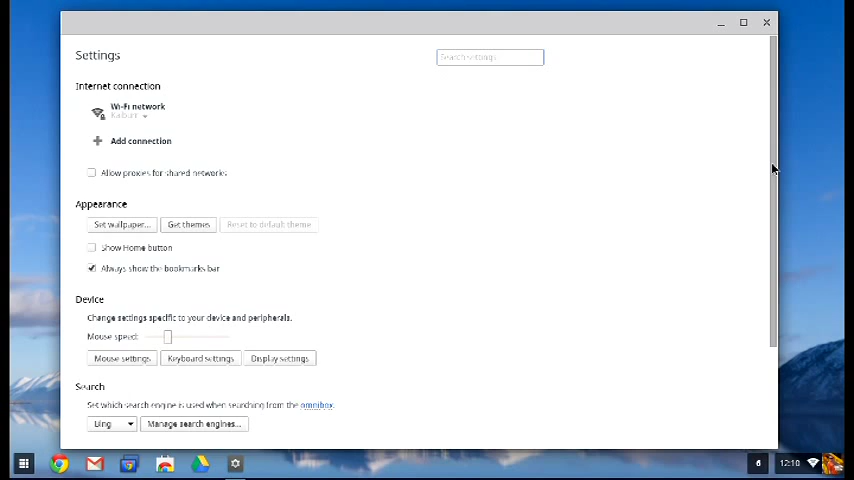 Settings
Search settings
Internet connection
Wi-Fi network
Add connection
Allow proxies for shared networks
Appearance
Set wallpaper...
Get themes
Reset to default theme
Show Home button
Always show the bookmarks bar
Device
Change settings specific to your device and peripherals.
Mouse speed:
Mouse settings
Keyboard settings
Display settings
Search
Set which search engine is used when searching from the omnibox.
Bing
Manage search engines...
6
12:10